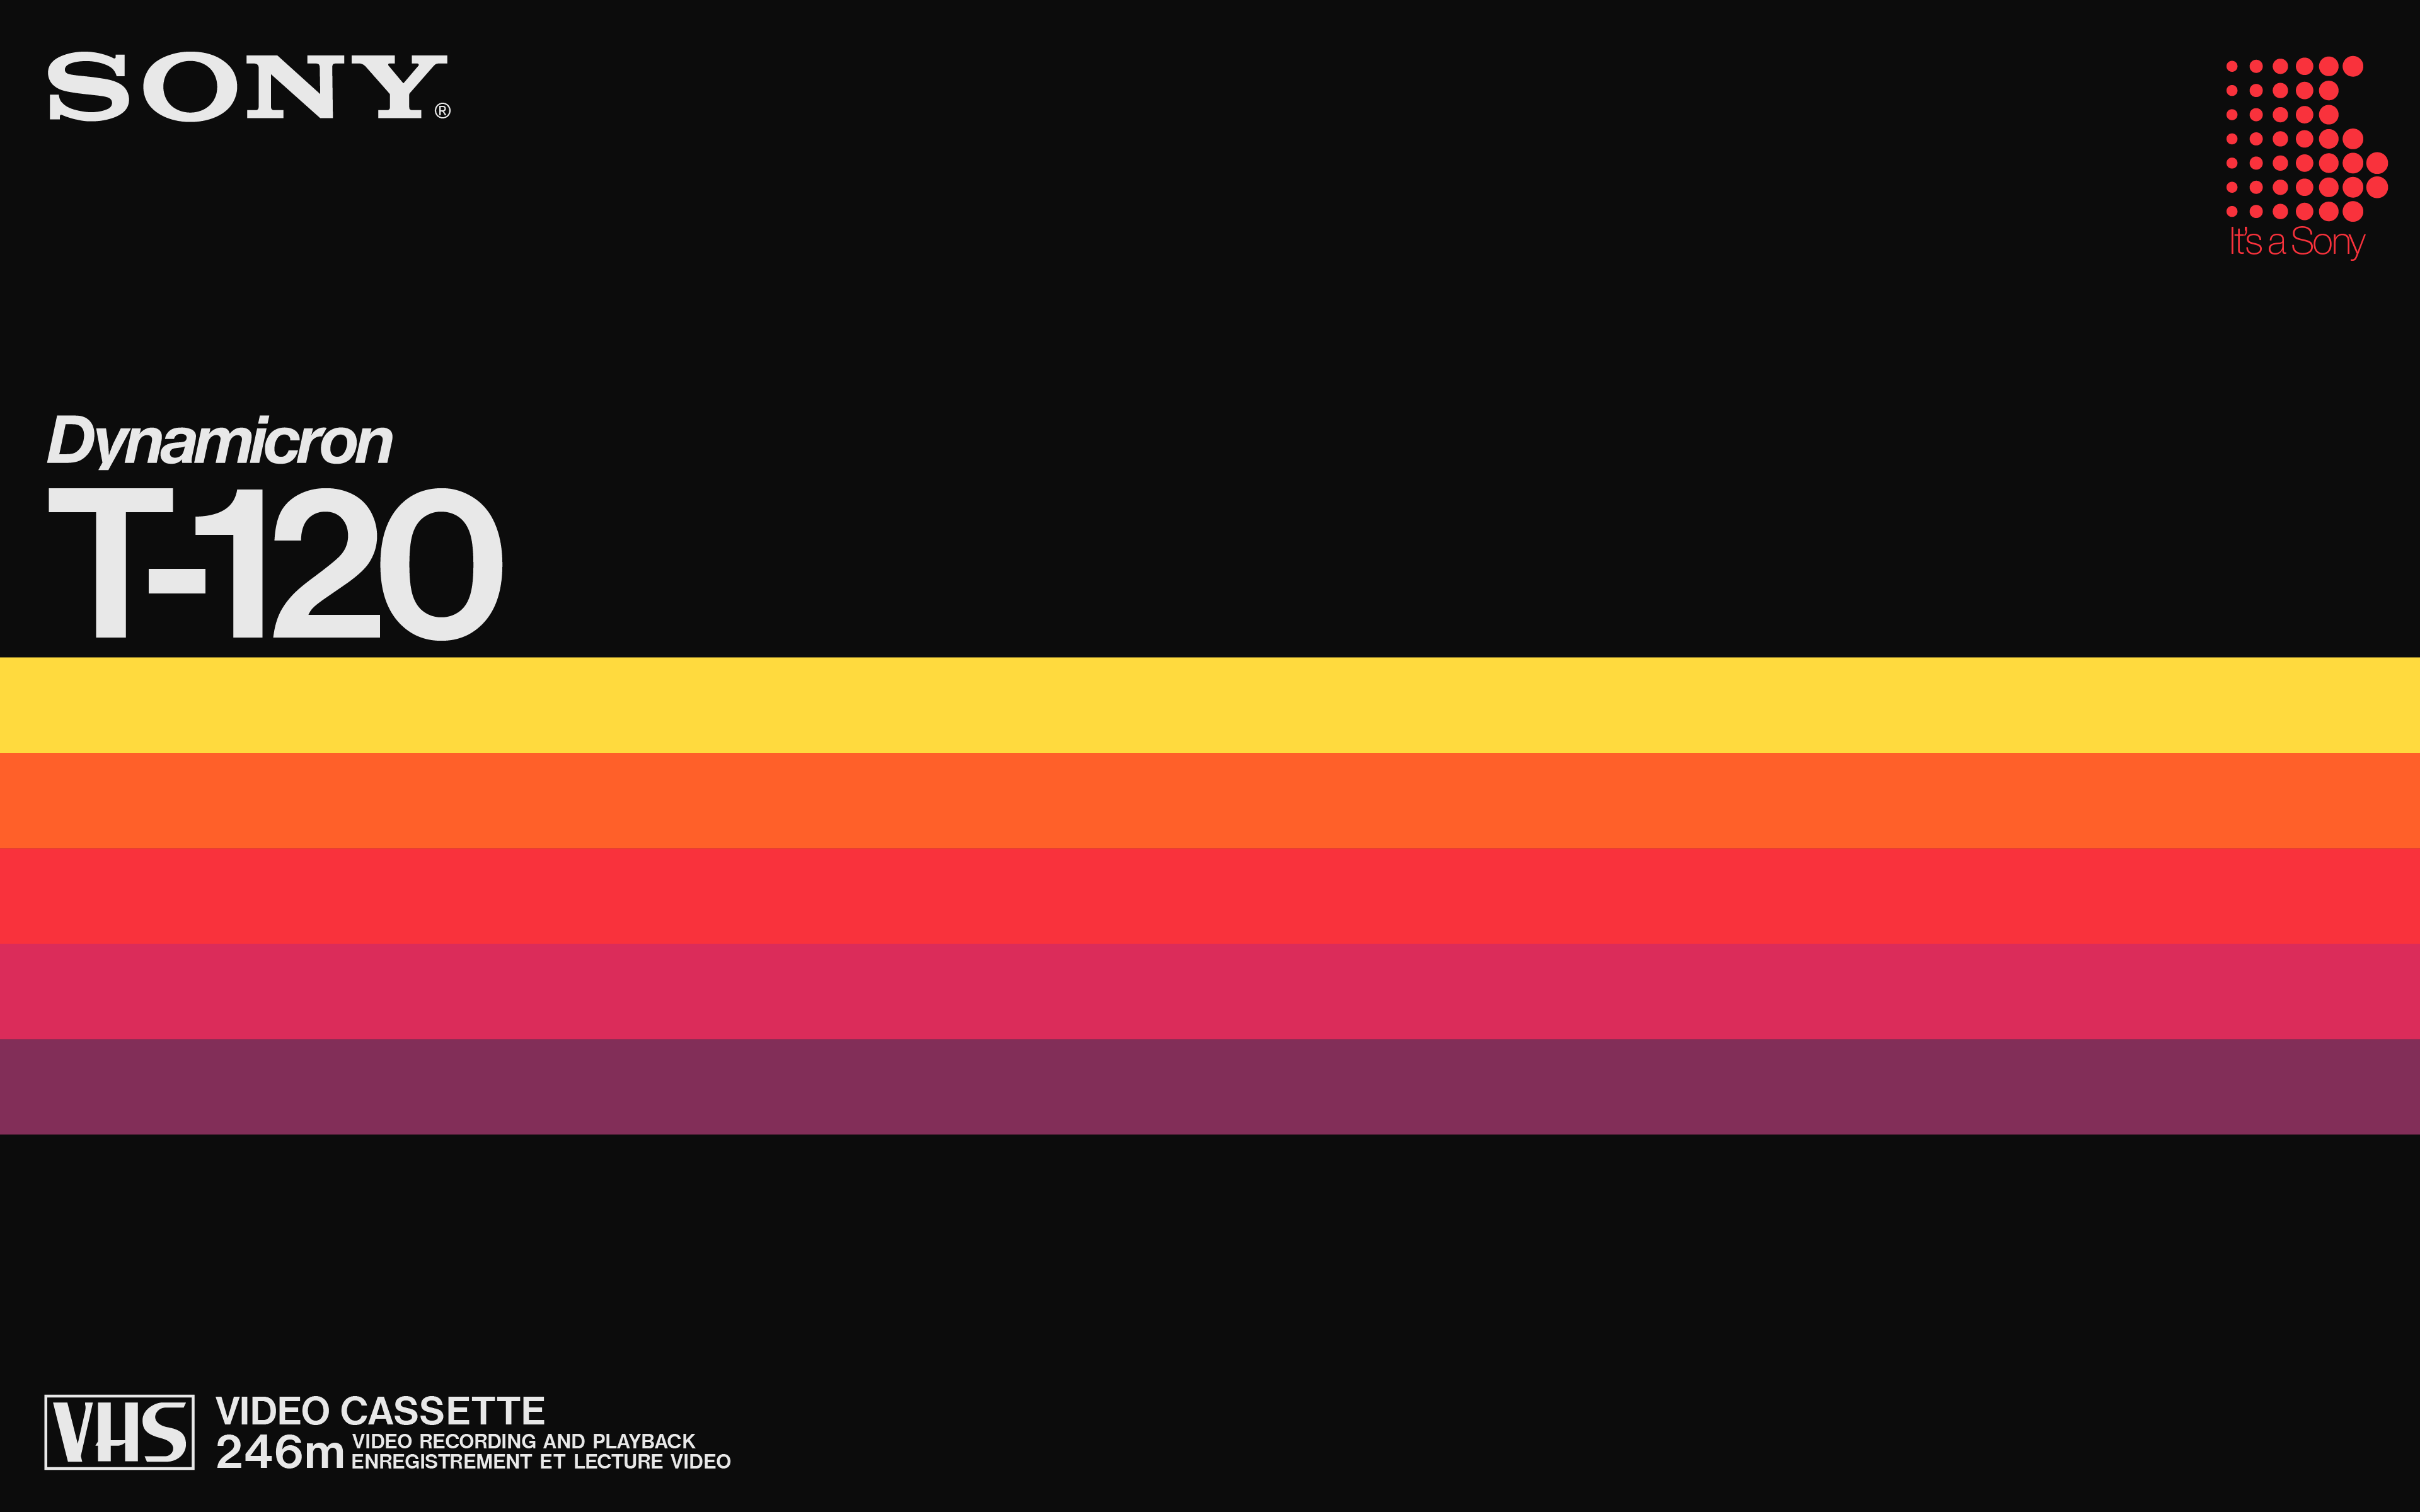 SONY®
It's a Sony
Dynamicron
T-120
VHS
VIDEO CASSETTE
246m
VIDEO RECORDING AND PLAYBACK
ENREGISTREMENT ET LECTURE VIDEO